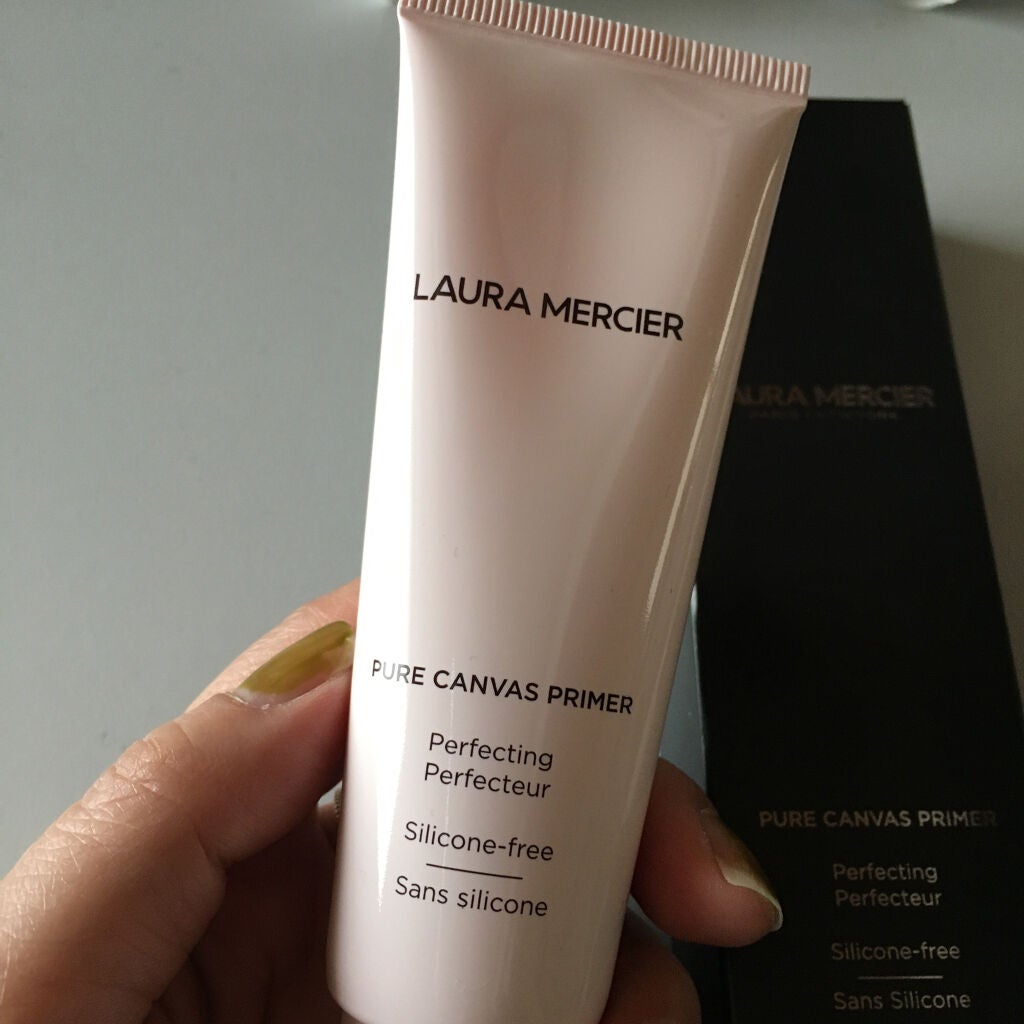 LAURA MERCIER
PURE CANVAS PRIMER
Perfecting
Perfecteur
Silicone-free
Sans silicone
AURA MERCIER
PURE CANVAS PRIMER
Perfecting
Perfecteur
Silicone-free
Sans Silicone